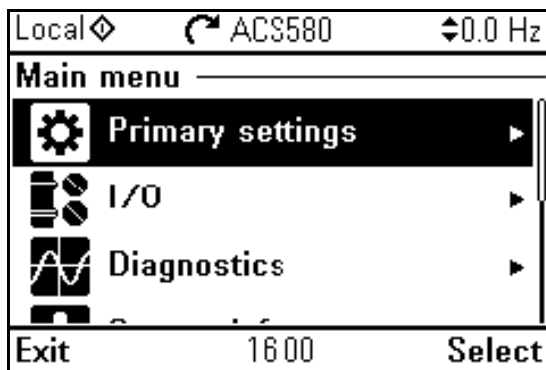 Local ACS580 0.0 Hz
Main menu
Primary settings
I/O
Diagnostics
Exit 16:00 Select